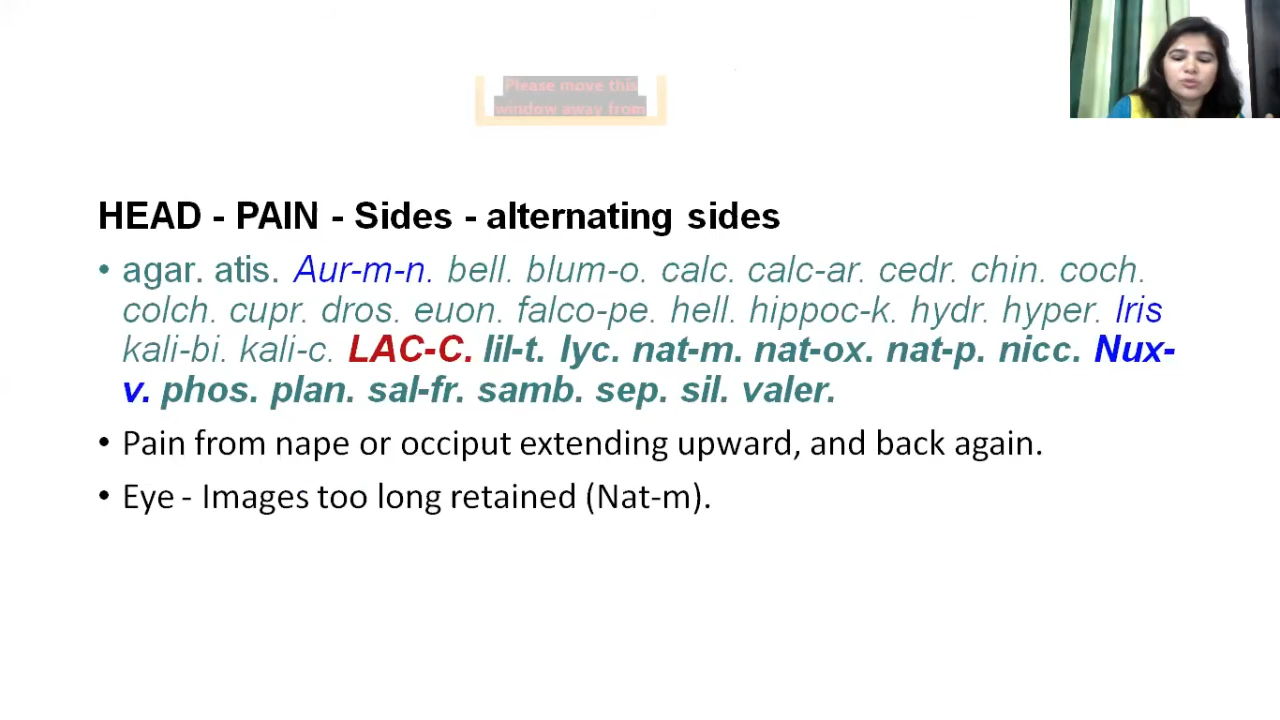 Please move this
window away from
HEAD - PAIN - Sides - alternating sides
• agar. atis. Aur-m-n. bell. blum-o. calc. calc-ar. cedr. chin. coch.
colch. cupr. dros. euon. falco-pe. hell. hippoc-k. hydr. hyper. Iris
kali-bi. kali-c. LAC-C. lil-t. lyc. nat-m. nat-ox. nat-p. nicc. Nux-
v. phos. plan. sal-fr. samb. sep. sil. valer.
• Pain from nape or occiput extending upward, and back again.
• Eye - Images too long retained (Nat-m).